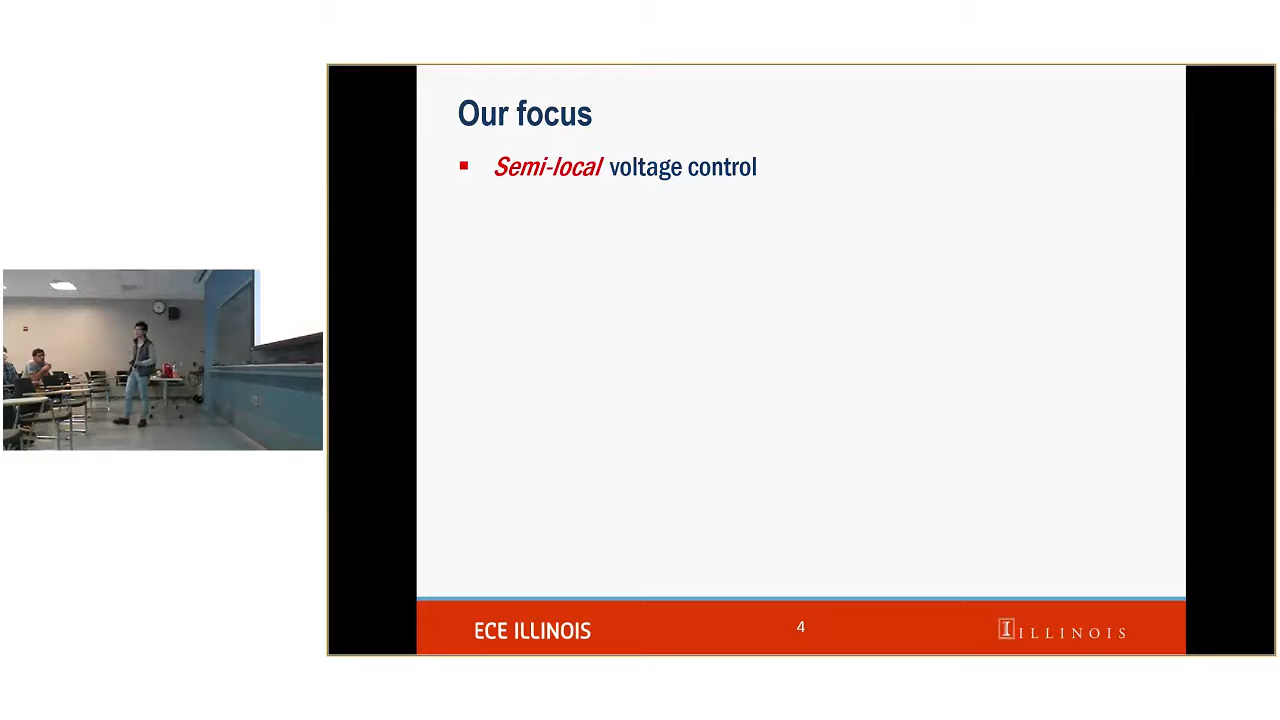 Our focus
▪ Semi-local voltage control
ECE ILLINOIS
4
I ILLINOIS